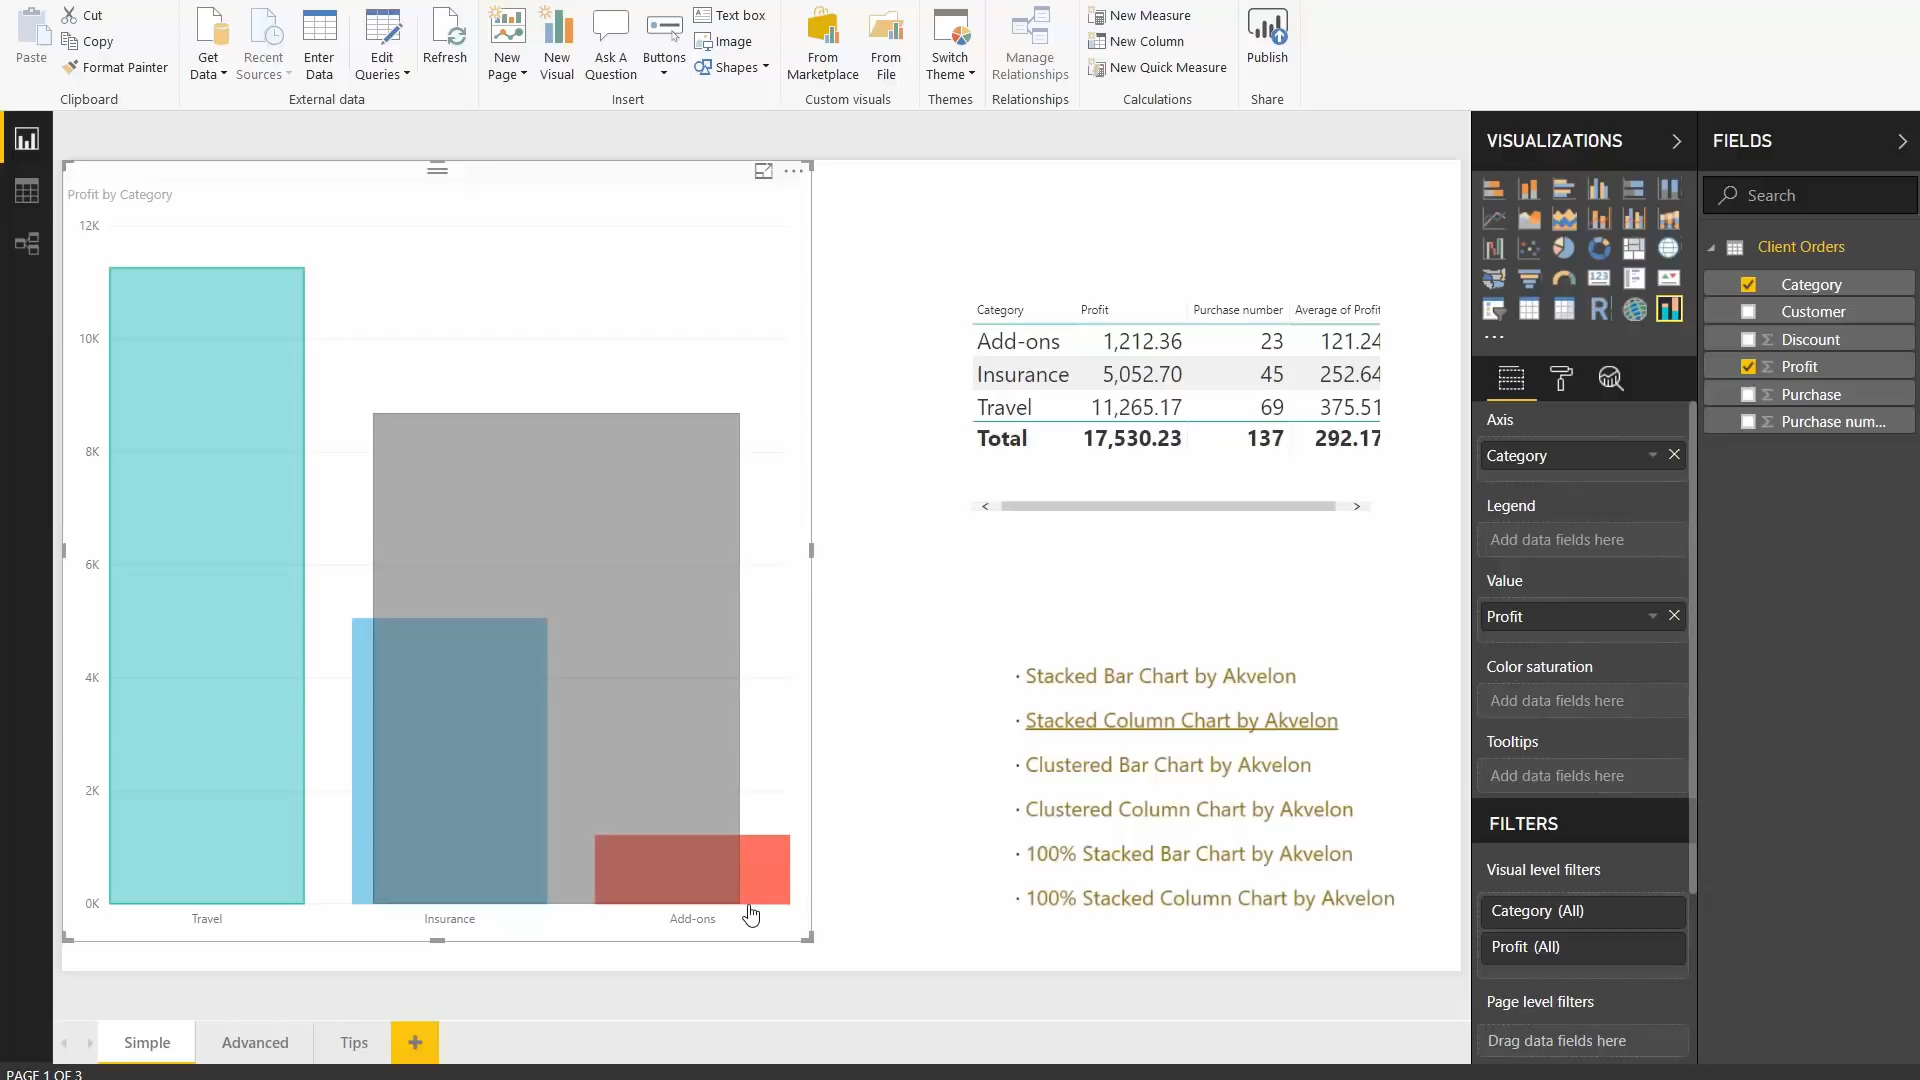 Paste
Cut
Copy
Format Painter
Clipboard
Get
Data
Recent
Sources
Enter
Data
Edit
Queries
Refresh
External data
New
Page
New
Visual
Ask A
Question
Buttons
Text box
Image
Shapes
Insert
From
Marketplace
From
File
Custom visuals
Switch
Theme
Themes
Manage
Relationships
Relationships
New Measure
New Column
New Quick Measure
Calculations
Publish
Share
Profit by Category
12K
10K
8K
6K
4K
2K
0K
Travel Insurance Add-ons
Category Profit Purchase number Average of Profit
Add-ons 1,212.36 23 121.24
Insurance 5,052.70 45 252.64
Travel 11,265.17 69 375.51
Total 17,530.23 137 292.17
· Stacked Bar Chart by Akvelon
· Stacked Column Chart by Akvelon
· Clustered Bar Chart by Akvelon
· Clustered Column Chart by Akvelon
· 100% Stacked Bar Chart by Akvelon
· 100% Stacked Column Chart by Akvelon
VISUALIZATIONS
123
R
Axis
Category
Legend
Add data fields here
Value
Profit
Color saturation
Add data fields here
Tooltips
Add data fields here
FILTERS
Visual level filters
Category (All)
Profit (All)
Page level filters
Drag data fields here
FIELDS
Search
Client Orders
Category
Customer
Discount
Profit
Purchase
Purchase num...
Simple Advanced Tips
PAGE 1 OF 3